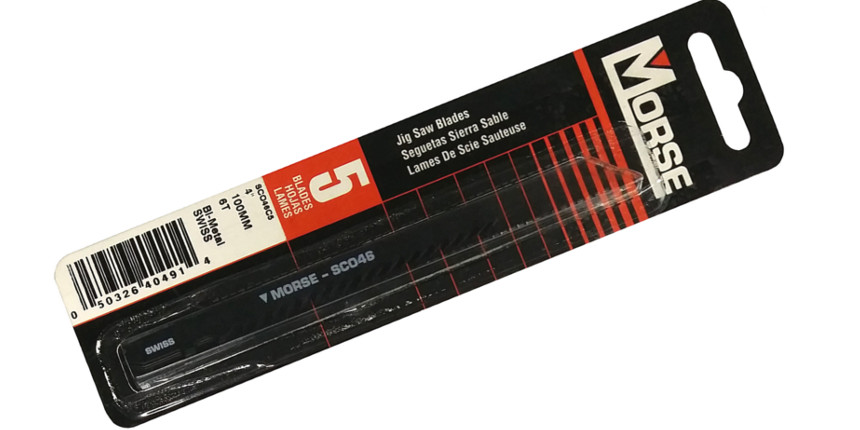 MORSE
Jig Saw Blades
Seguetas Sierra Sable
Lames De Scie Sauteuse
5
BLADES
HOJAS
LAMES
SCO46C5
4"
100MM
6T
Bi-Metal
SWISS
0 50326 40491 4
MORSE - SCO46
SWISS